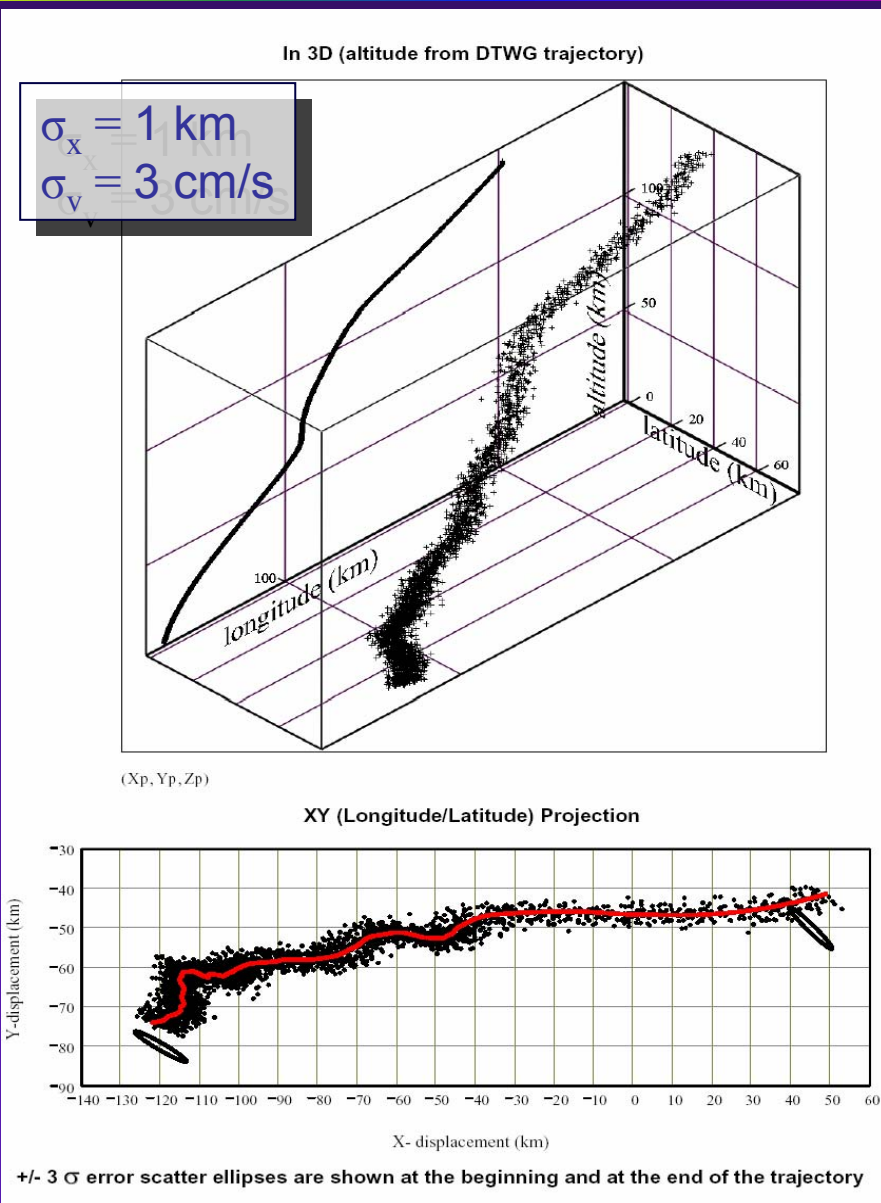 In 3D (altitude from DTWG trajectory)
σx = 1 km
σv = 3 cm/s
100
50
0
altitude (km)
20
40
60
latitude (km)
100
longitude (km)
(Xp, Yp, Zp)
XY (Longitude/Latitude) Projection
−30
−40
−50
−60
−70
−80
−90
Y-displacement (km)
−140 −130 −120 −110 −100 −90 −80 −70 −60 −50 −40 −30 −20 −10 0 10 20 30 40 50 60
X- displacement (km)
+/- 3 σ error scatter ellipses are shown at the beginning and at the end of the trajectory